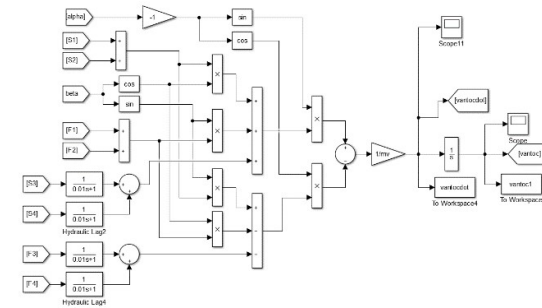 [alpha]
-1
sin
cos
[S1]
[S2]
beta
cos
sin
[F1]
[F2]
[S3]
1
0.01s+1
[S4]
1
0.01s+1
Hydraulic Lag2
[F3]
1
0.01s+1
[F4]
1
0.01s+1
Hydraulic Lag4
1/mv
Scope11
[vantocdot]
Scope
1
s
[vantoc]
vantocdot
To Workspace4
vantoc1
To Workspace